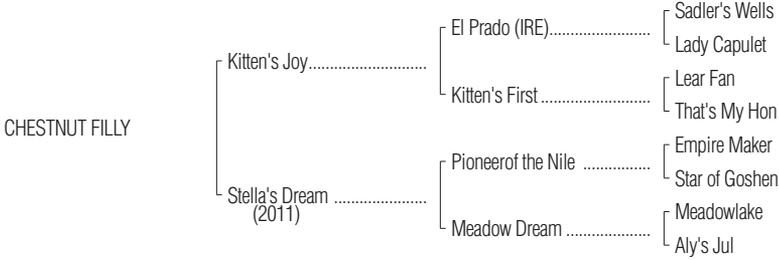 Sadler's Wells
El Prado (IRE)........................
Lady Capulet
Kitten's Joy............................
Lear Fan
Kitten's First ..........................
That's My Hon
CHESTNUT FILLY
Empire Maker
Pioneerof the Nile ................
Star of Goshen
Stella's Dream ......................
(2011)
Meadowlake
Meadow Dream ....................
Aly's Jul